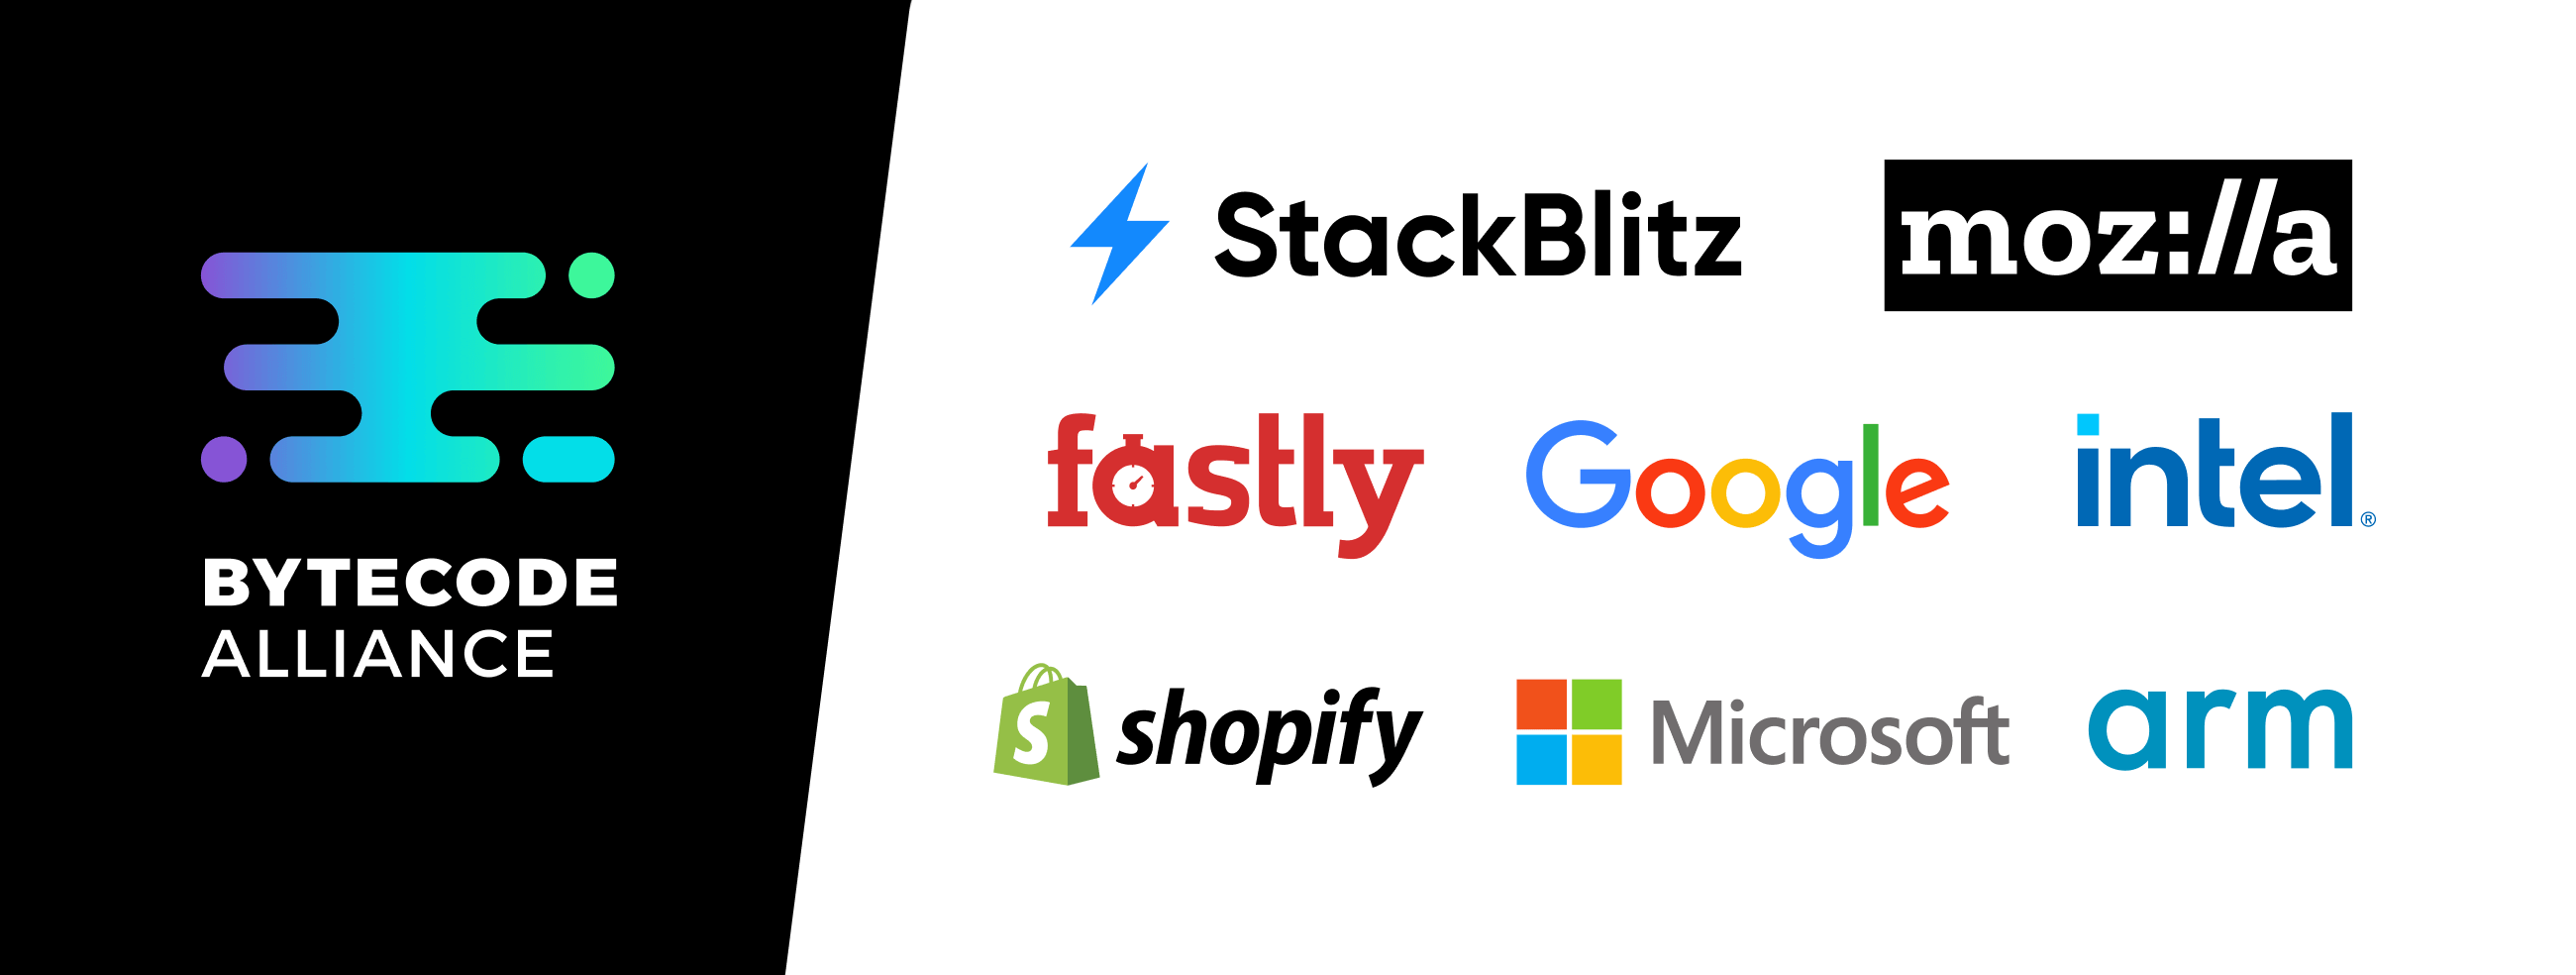 BYTECODE
ALLIANCE
StackBlitz
moz://a
fastly
Google
intel®
S shopify
Microsoft
arm